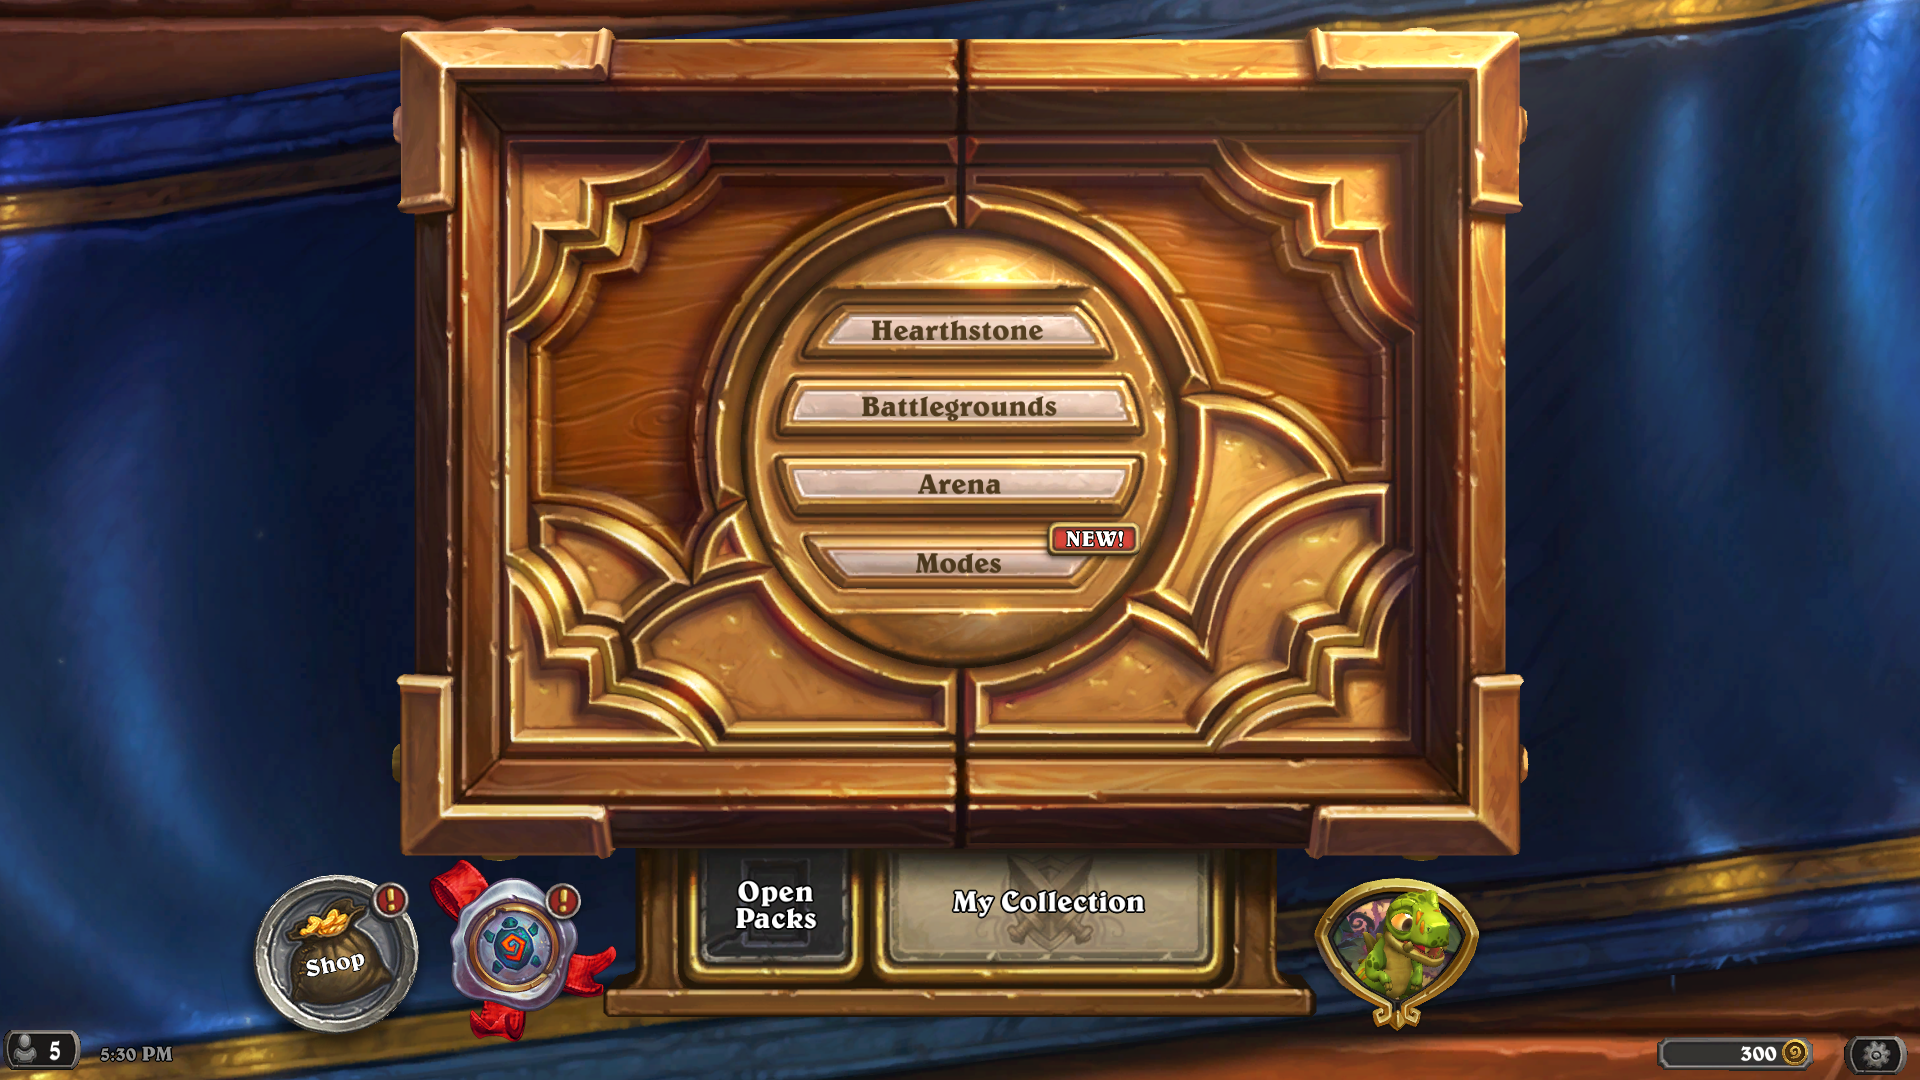 Hearthstone
Battlegrounds
Arena
NEW!
Modes
Open
Packs
My Collection
!
!
Shop
5
5:30 PM
300